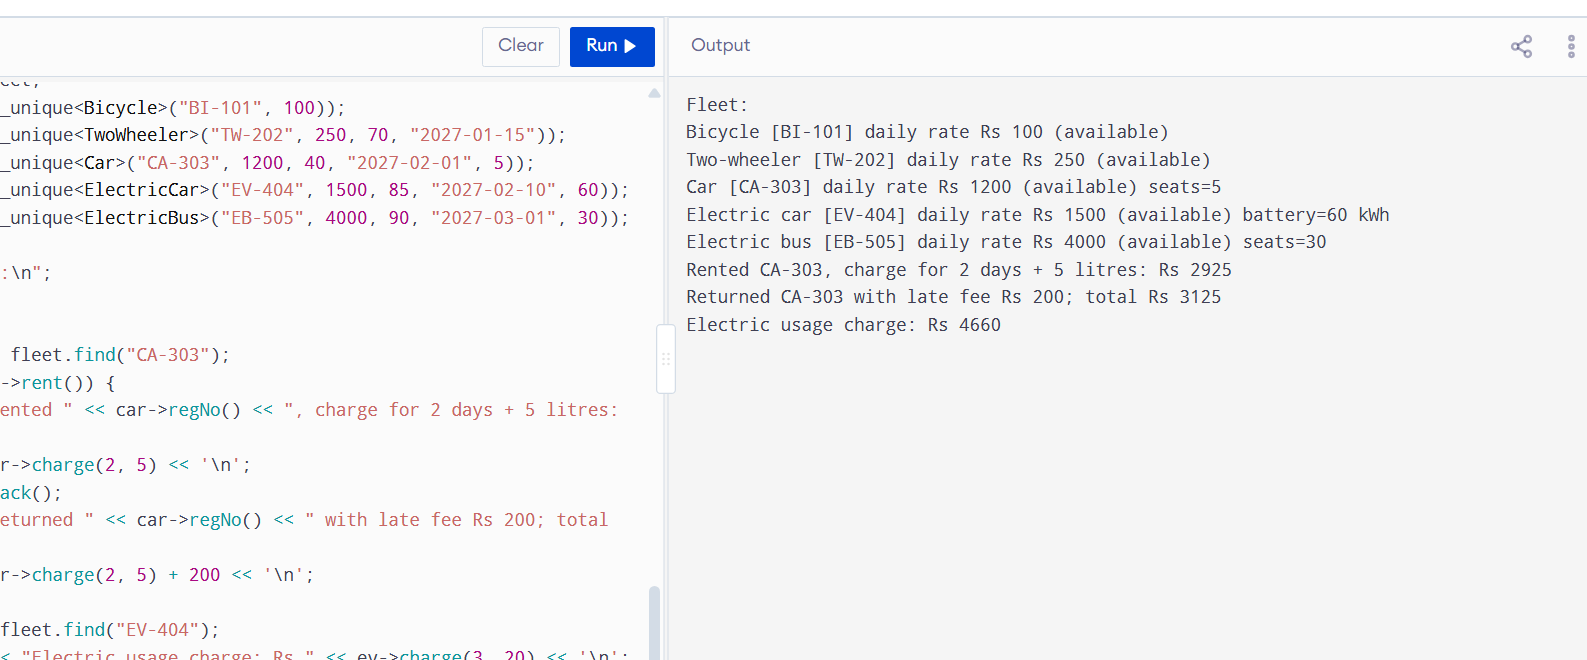 Clear
Run
Output
_unique<Bicycle>("BI-101", 100));
_unique<TwoWheeler>("TW-202", 250, 70, "2027-01-15"));
_unique<Car>("CA-303", 1200, 40, "2027-02-01", 5));
_unique<ElectricCar>("EV-404", 1500, 85, "2027-02-10", 60));
_unique<ElectricBus>("EB-505", 4000, 90, "2027-03-01", 30));
:\n";
fleet.find("CA-303");
->rent()) {
ented " << car->regNo() << ", charge for 2 days + 5 litres:
r->charge(2, 5) << '\n';
ack();
eturned " << car->regNo() << " with late fee Rs 200; total
r->charge(2, 5) + 200 << '\n';
fleet.find("EV-404");
< "Electric usage charge: Rs " << ev->charge(3, 20) << '\n';
Fleet:
Bicycle [BI-101] daily rate Rs 100 (available)
Two-wheeler [TW-202] daily rate Rs 250 (available)
Car [CA-303] daily rate Rs 1200 (available) seats=5
Electric car [EV-404] daily rate Rs 1500 (available) battery=60 kWh
Electric bus [EB-505] daily rate Rs 4000 (available) seats=30
Rented CA-303, charge for 2 days + 5 litres: Rs 2925
Returned CA-303 with late fee Rs 200; total Rs 3125
Electric usage charge: Rs 4660